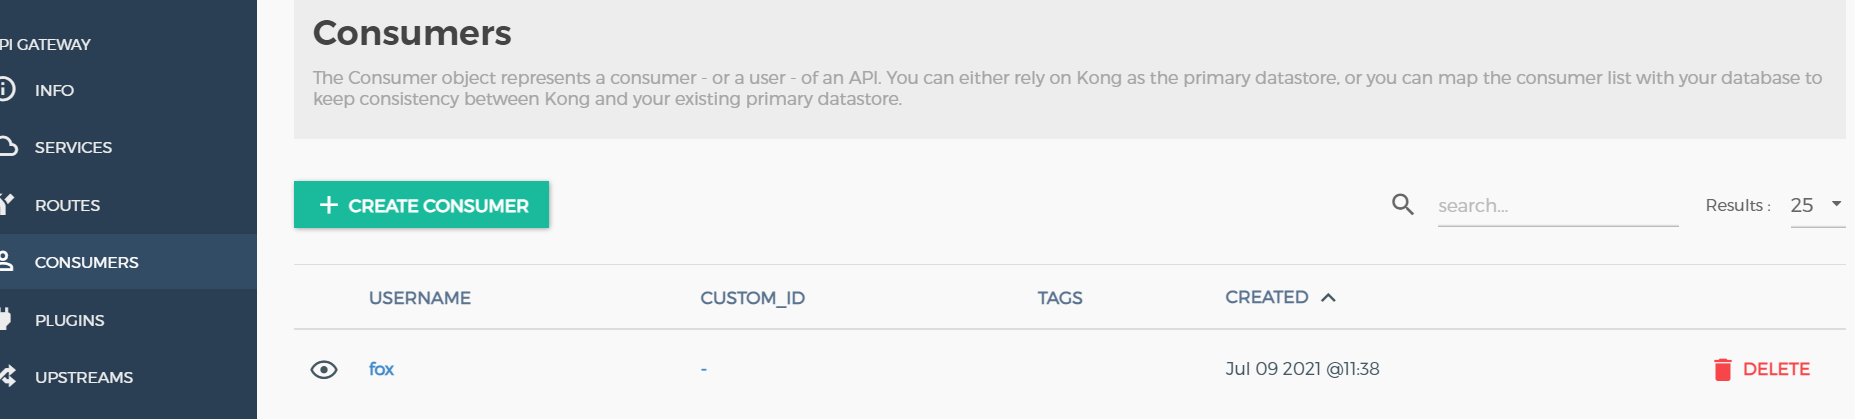 PI GATEWAY
INFO
SERVICES
ROUTES
CONSUMERS
PLUGINS
UPSTREAMS
Consumers
The Consumer object represents a consumer - or a user - of an API. You can either rely on Kong as the primary datastore, or you can map the consumer list with your database to
keep consistency between Kong and your existing primary datastore.
+ CREATE CONSUMER
search...
Results : 25
USERNAME CUSTOM_ID TAGS CREATED
fox - Jul 09 2021 @11:38 DELETE